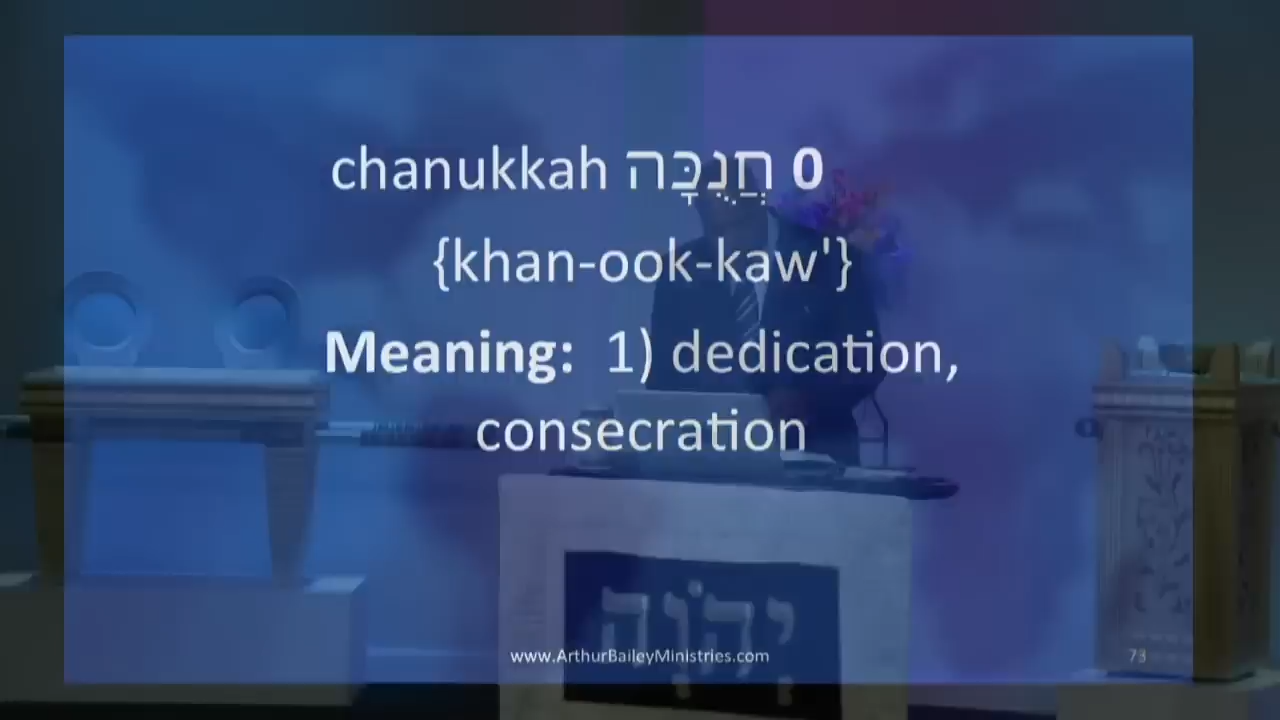 chanukkah חֲנֻכָּה 0
{khan-ook-kaw'}
Meaning: 1) dedication,
consecration
יְהֹוָה
www.ArthurBaileyMinistries.com
73